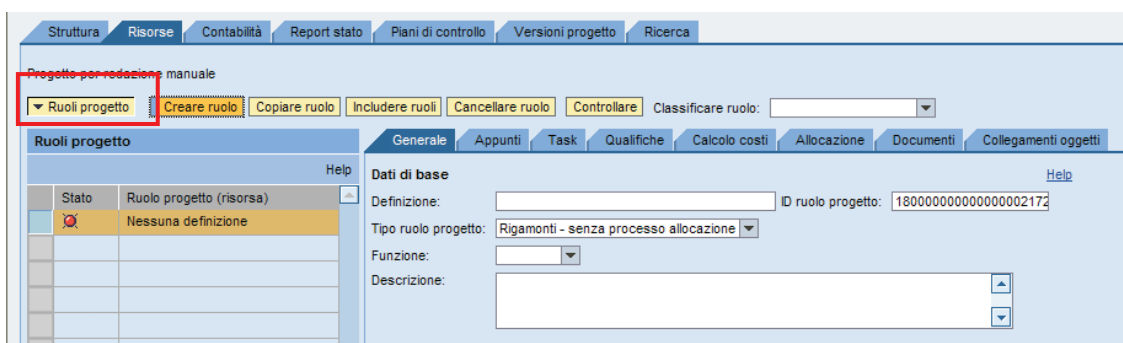 Struttura Risorse Contabilità Report stato Piani di controllo Versioni progetto Ricerca
Progetto per redazione manuale
Ruoli progetto Creare ruolo Copiare ruolo Includere ruoli Cancellare ruolo Controllare Classificare ruolo:
Ruoli progetto
Help
Stato Ruolo progetto (risorsa)
Nessuna definizione
Generale Appunti Task Qualifiche Calcolo costi Allocazione Documenti Collegamenti oggetti
Dati di base Help
Definizione: ID ruolo progetto: 180000000000000002172
Tipo ruolo progetto: Rigamonti - senza processo allocazione
Funzione:
Descrizione: